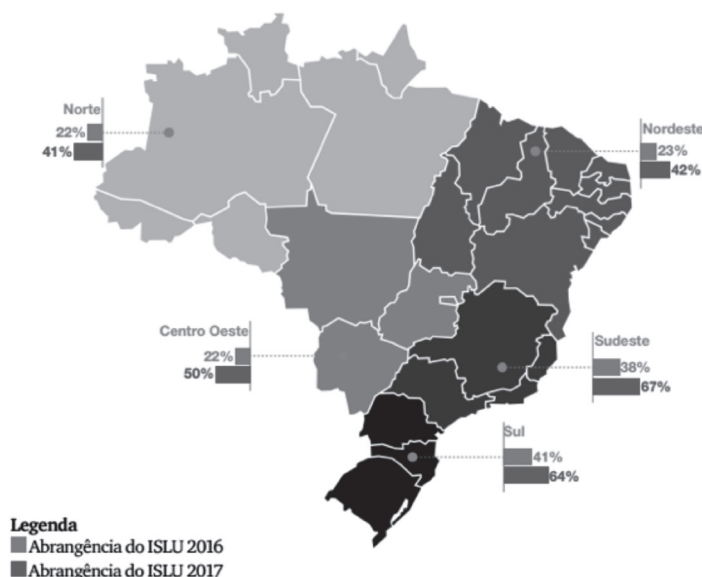 Norte
22%
41%
Nordeste
23%
42%
Centro Oeste
22%
50%
Sudeste
38%
67%
Sul
41%
64%
Legenda
Abrangência do ISLU 2016
Abrangência do ISLU 2017